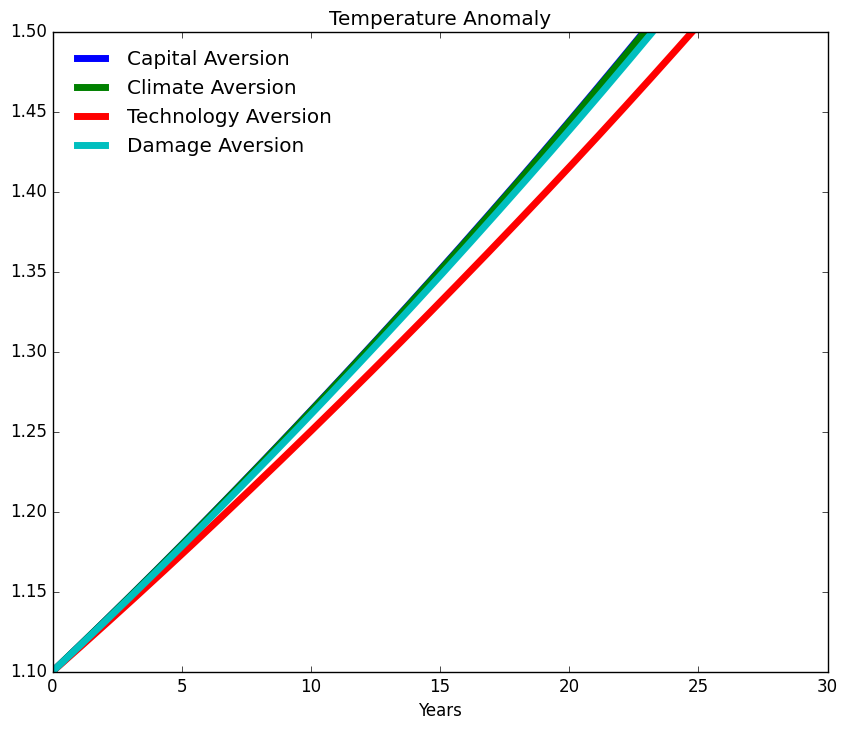 Temperature Anomaly
1.50
1.45
1.40
1.35
1.30
1.25
1.20
1.15
1.10
Capital Aversion
Climate Aversion
Technology Aversion
Damage Aversion
0 5 10 15 20 25 30
Years